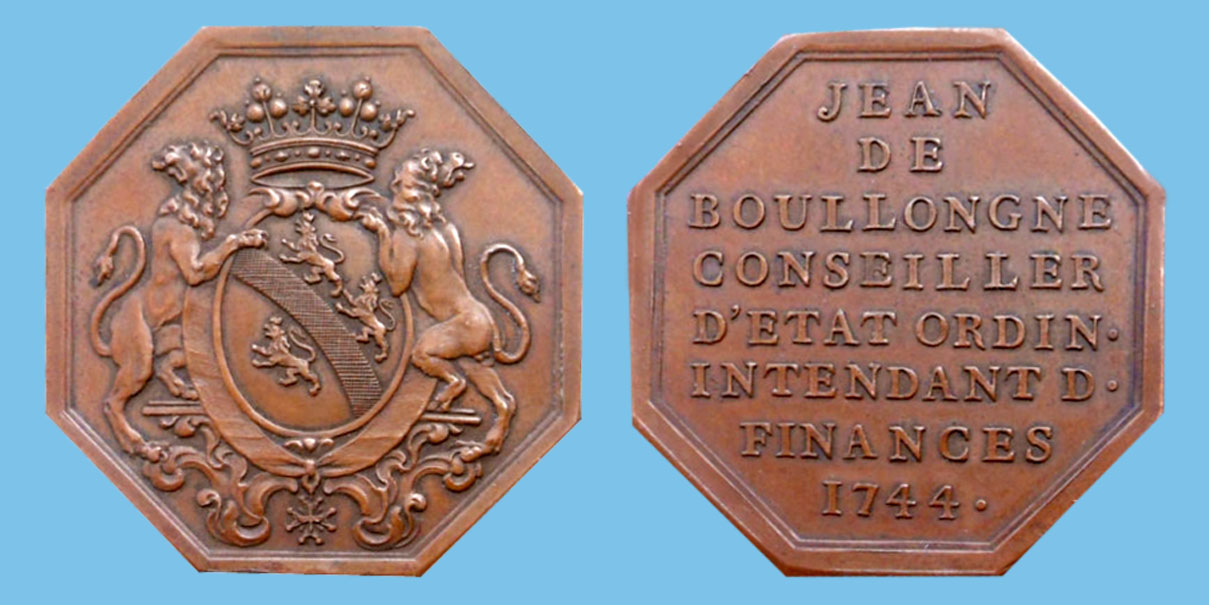 JEAN
DE
BOULLONGNE
CONSEILLER
D'ETAT ORDIN·
INTENDANT D·
FINANCES
1744·